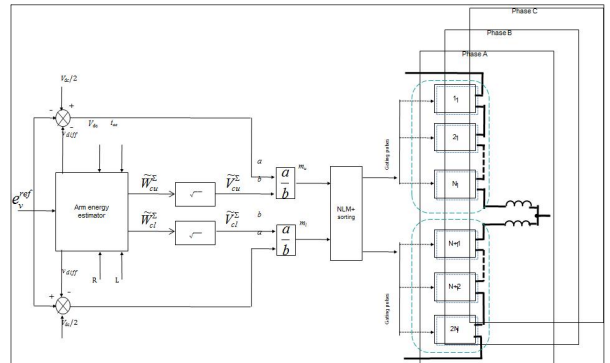 Phase C
Phase B
Phase A
V_dc/2
- +
-
v_diff
V_dc
e_v^ref
Arm energy
estimator
W̃_cu^Σ
√
Ṽ_cu^Σ
a
b
a/b
m_u
W̃_cl^Σ
√
Ṽ_cl^Σ
b
a
a/b
m_l
NLM+
sorting
Gating pulses
Gating pulses
1
2
N
N+1
N+2
2N
v_diff
R
L
+ -
V_dc/2